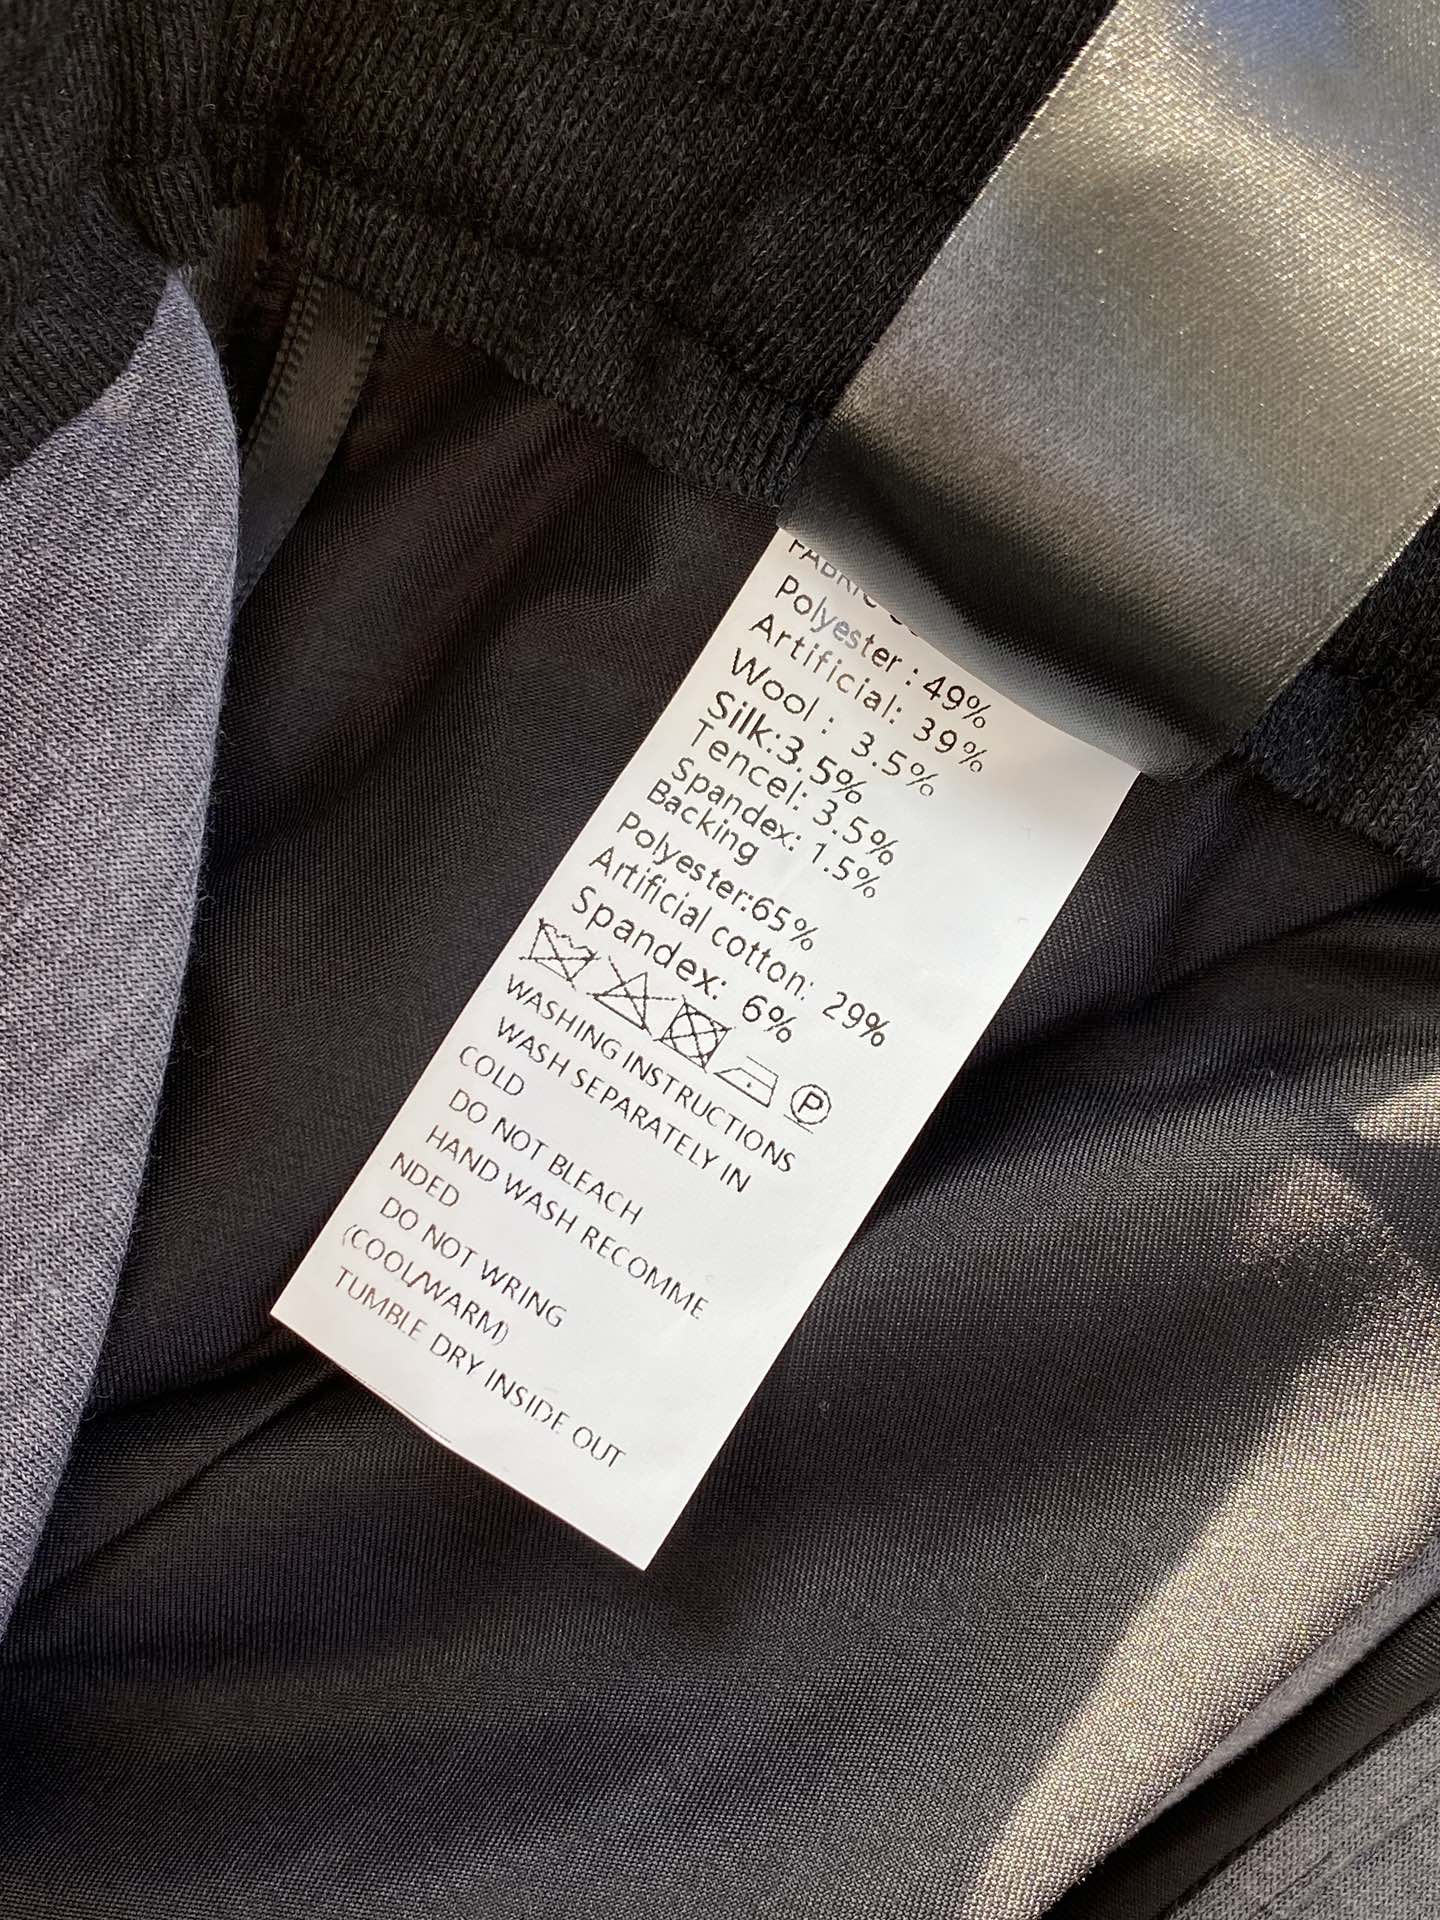 FABRIC
Polyester : 49%
Artificial: 39%
Wool : 3.5%
Silk:3.5%
Tencel: 3.5%
Spandex: 1.5%
Backing
Polyester:65%
Artificial cotton: 29%
Spandex: 6%
P
WASHING INSTRUCTIONS
WASH SEPARATELY IN
COLD
DO NOT BLEACH
HAND WASH RECOMME
NDED
DO NOT WRING
(COOL/WARM)
TUMBLE DRY INSIDE OUT